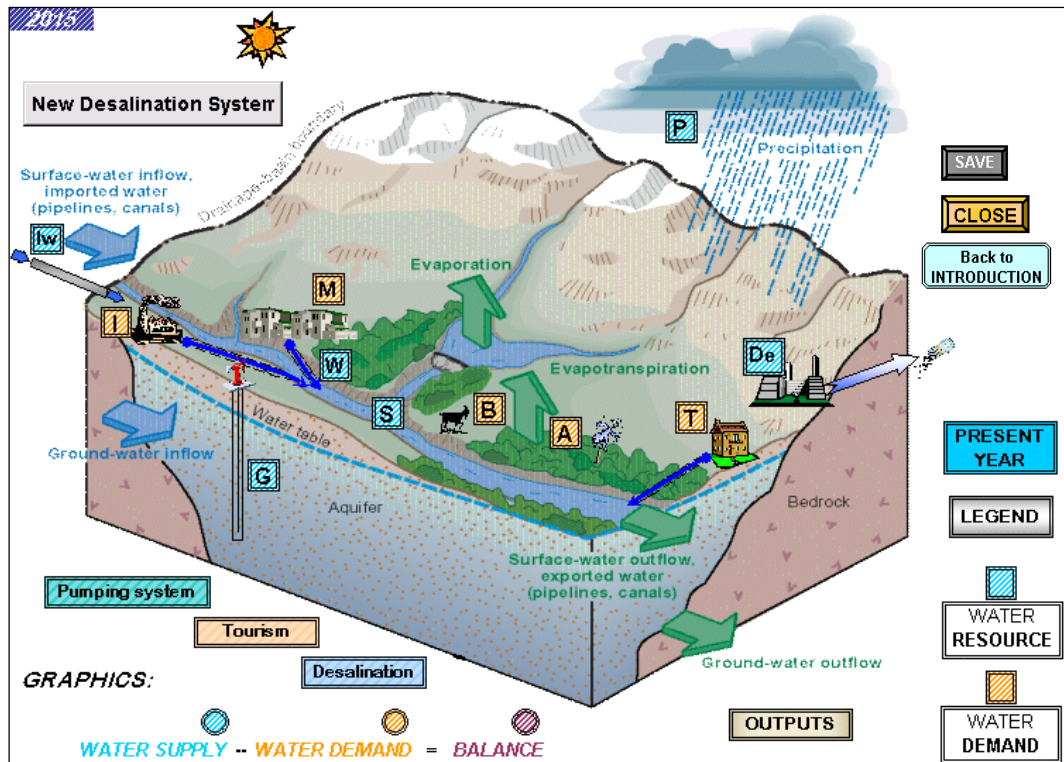 2015
New Desalination System
Drainage-basin boundary
P
Precipitation
SAVE
CLOSE
Back to
INTRODUCTION
Surface-water inflow,
imported water
(pipelines, canals)
Iw
Evaporation
M
I
W
De
Evapotranspiration
S
B
A
T
Water table
Ground-water inflow
G
Aquifer
Bedrock
PRESENT
YEAR
LEGEND
Surface-water outflow,
exported water
(pipelines, canals)
Pumping system
Tourism
Desalination
Ground-water outflow
WATER
RESOURCE
GRAPHICS:
OUTPUTS
WATER
DEMAND
WATER SUPPLY -- WATER DEMAND = BALANCE